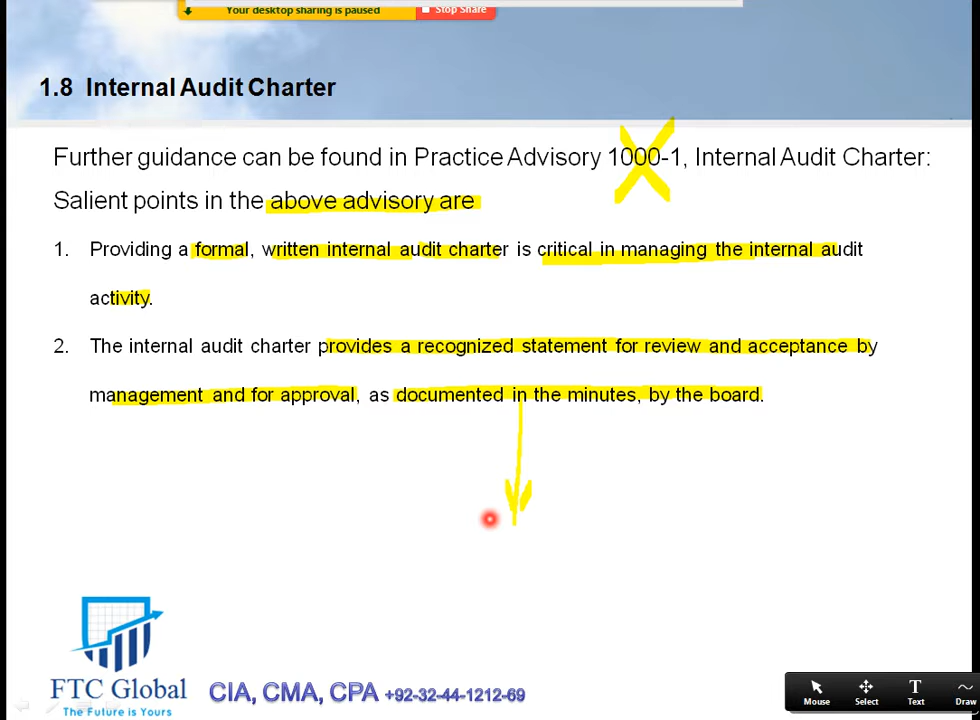 Your desktop sharing is paused Stop Share
1.8 Internal Audit Charter
Further guidance can be found in Practice Advisory 1000-1, Internal Audit Charter:
Salient points in the above advisory are
1. Providing a formal, written internal audit charter is critical in managing the internal audit
activity.
2. The internal audit charter provides a recognized statement for review and acceptance by
management and for approval, as documented in the minutes, by the board.
FTC Global
The Future is Yours
CIA, CMA, CPA +92-32-44-1212-69
Mouse Select Text Draw